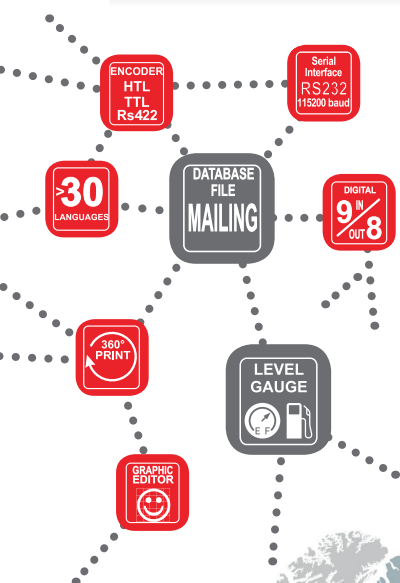 ENCODER
HTL
TTL
Rs422
Serial
Interface
RS232
115200 baud
>30
LANGUAGES
DATABASE
FILE
MAILING
DIGITAL
9 IN
OUT 8
360°
PRINT
LEVEL
GAUGE
E F
GRAPHIC
EDITOR